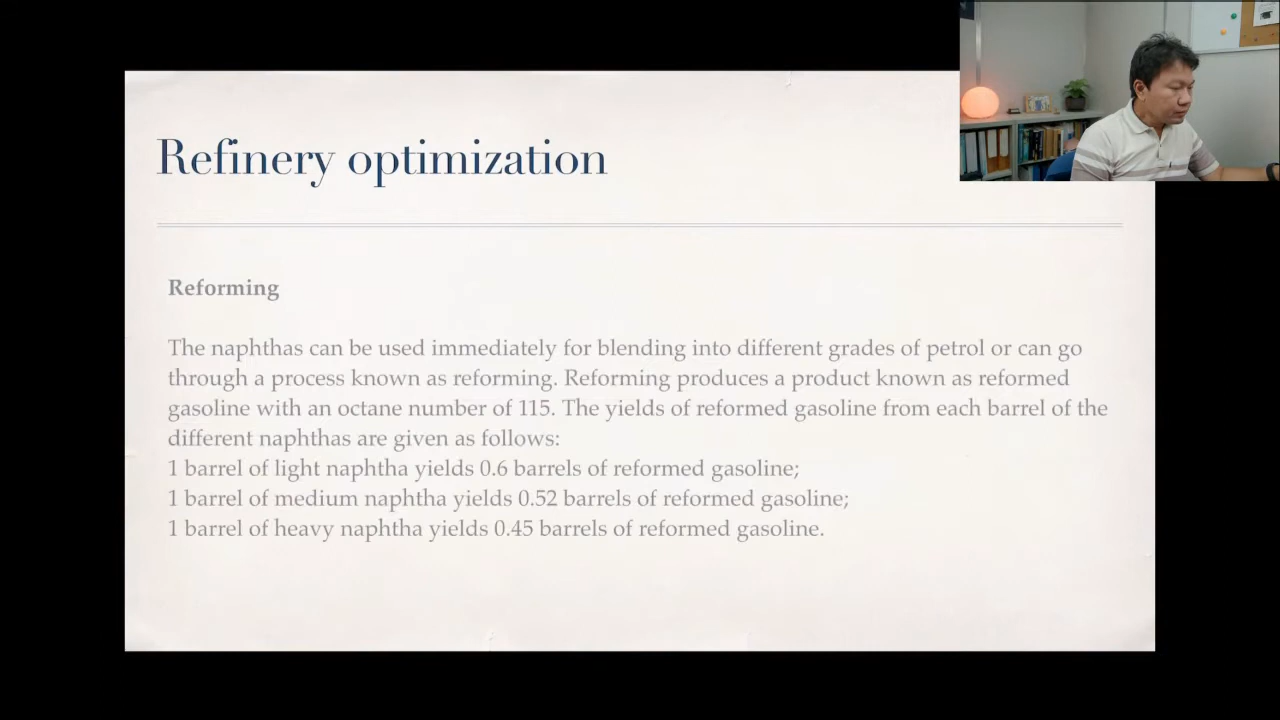 Refinery optimization
Reforming
The naphthas can be used immediately for blending into different grades of petrol or can go
through a process known as reforming. Reforming produces a product known as reformed
gasoline with an octane number of 115. The yields of reformed gasoline from each barrel of the
different naphthas are given as follows:
1 barrel of light naphtha yields 0.6 barrels of reformed gasoline;
1 barrel of medium naphtha yields 0.52 barrels of reformed gasoline;
1 barrel of heavy naphtha yields 0.45 barrels of reformed gasoline.